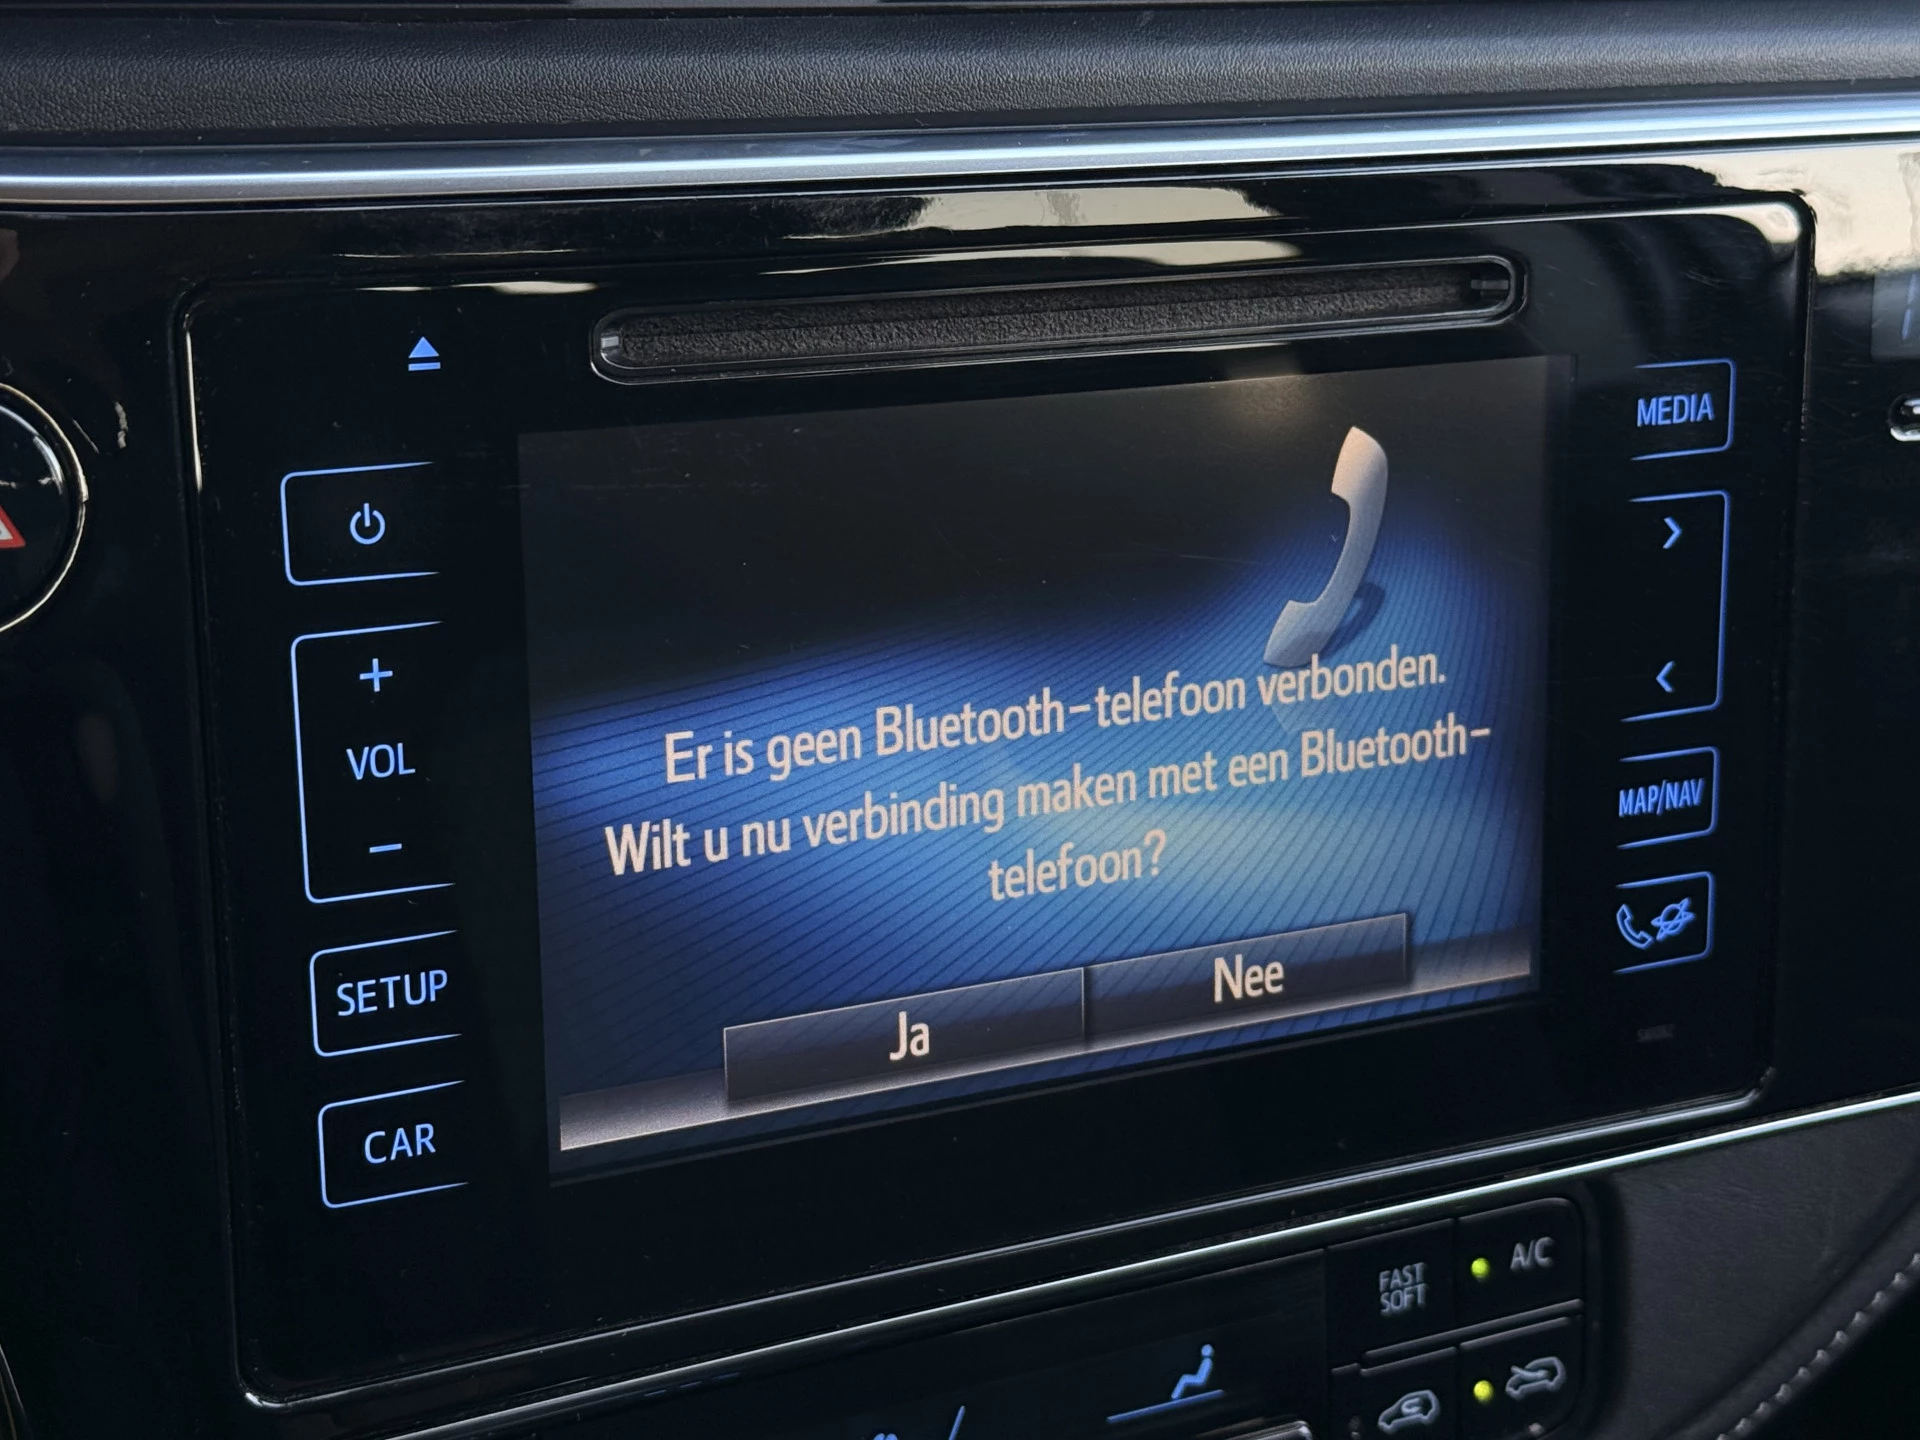 MEDIA
VOL
Er is geen Bluetooth-telefoon verbonden.
Wilt u nu verbinding maken met een Bluetooth-
telefoon?
MAP/NAV
SETUP
Ja
Nee
CAR
FAST
SOFT
A/C